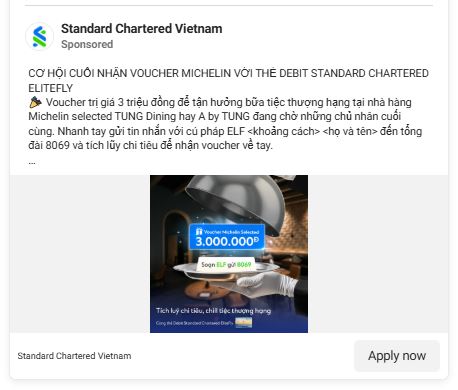 Standard Chartered Vietnam
Sponsored
CƠ HỘI CUỐI NHẬN VOUCHER MICHELIN VỚI THẺ DEBIT STANDARD CHARTERED
ELITEFLY
🎉 Voucher trị giá 3 triệu đồng để tận hưởng bữa tiệc thượng hạng tại nhà hàng
Michelin selected TUNG Dining hay A by TUNG đang chờ những chủ nhân cuối
cùng. Nhanh tay gửi tin nhắn với cú pháp ELF <khoảng cách> <họ và tên> đến tổng
đài 8069 và tích lũy chi tiêu để nhận voucher về tay.
...
Voucher Michelin Selected
3.000.000Đ
Soạn ELF gửi 8069
Tích luỹ chi tiêu, chill tiệc thượng hạng
Cùng thẻ Debit Standard Chartered EliteFly
Standard Chartered Vietnam
Apply now